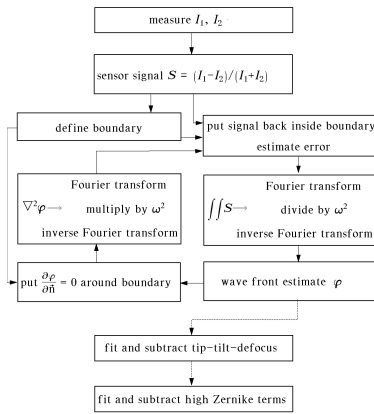 measure I₁, I₂
sensor signal S = (I₁−I₂)/(I₁+I₂)
define boundary
put signal back inside boundary
estimate error
Fourier transform
∇²φ→ multiply by ω²
inverse Fourier transform
Fourier transform
∬S→ divide by ω²
inverse Fourier transform
put ∂φ/∂n⃗ = 0 around boundary
wave front estimate φ
fit and subtract tip-tilt-defocus
fit and subtract high Zernike terms